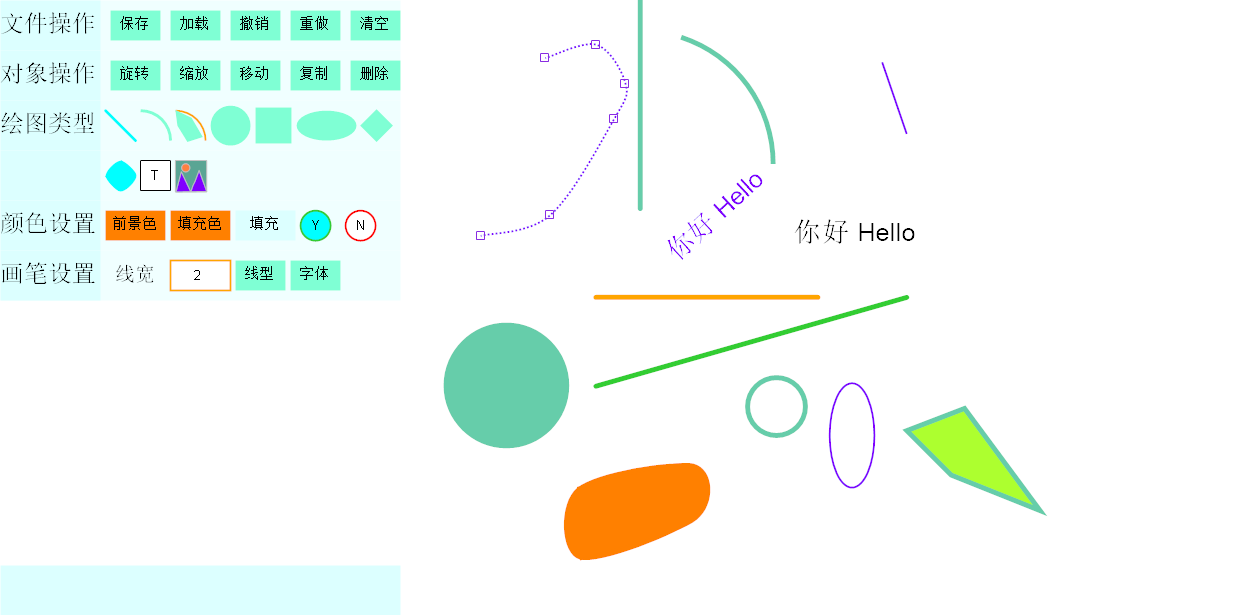 文件操作 保存 加载 撤销 重做 清空
对象操作 旋转 缩放 移动 复制 删除
绘图类型
T
颜色设置 前景色 填充色 填充 Y N
画笔设置 线宽 2 线型 字体
你好 Hello
你好 Hello